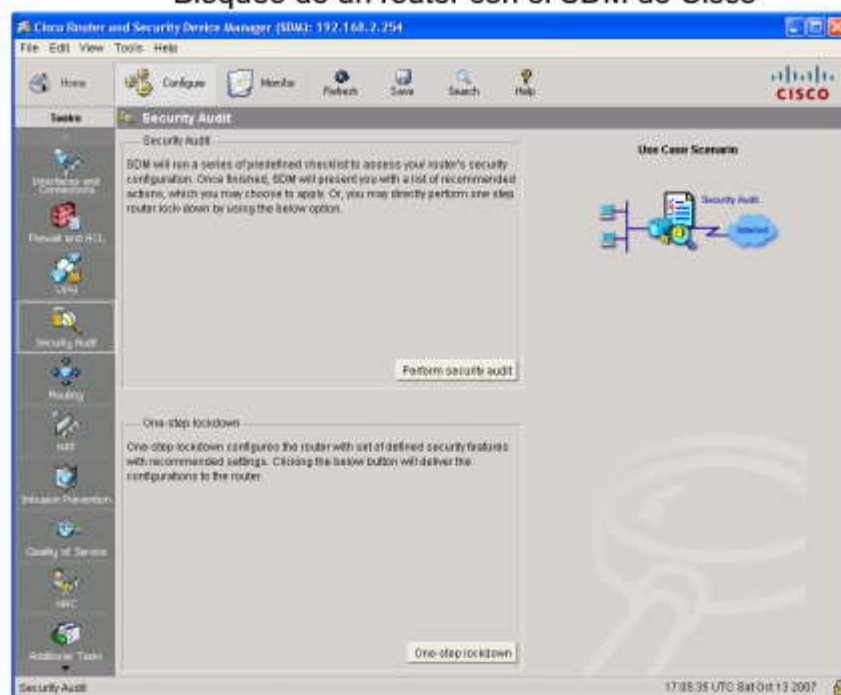 Bloqueo de un router con el SDM de Cisco
Cisco Router and Security Device Manager (SDM): 192.168.2.254
File Edit View Tools Help
Home Configure Monitor Refresh Save Search Help
CISCO
Tasks
Security Audit
Interfaces and Connections
Firewall and ACL
VPN
Security Audit
Routing
NAT
Intrusion Prevention
Quality of Service
NAC
Additional Tasks
Security Audit
SDM will run a series of predefined checklist to assess your router's security
configuration. Once finished, SDM will present you with a list of recommended
actions, which you may choose to apply. Or, you may directly perform one step
router lock-down by using the below option.
Perform security audit
One-step lockdown
One-step lockdown configures the router with set of defined security features
with recommended settings. Clicking the below button will deliver the
configurations to the router.
One-step lockdown
Use Case Scenario
Security Audit
Internet
Security Audit
17:05:35 UTC Sat Oct 13 2007